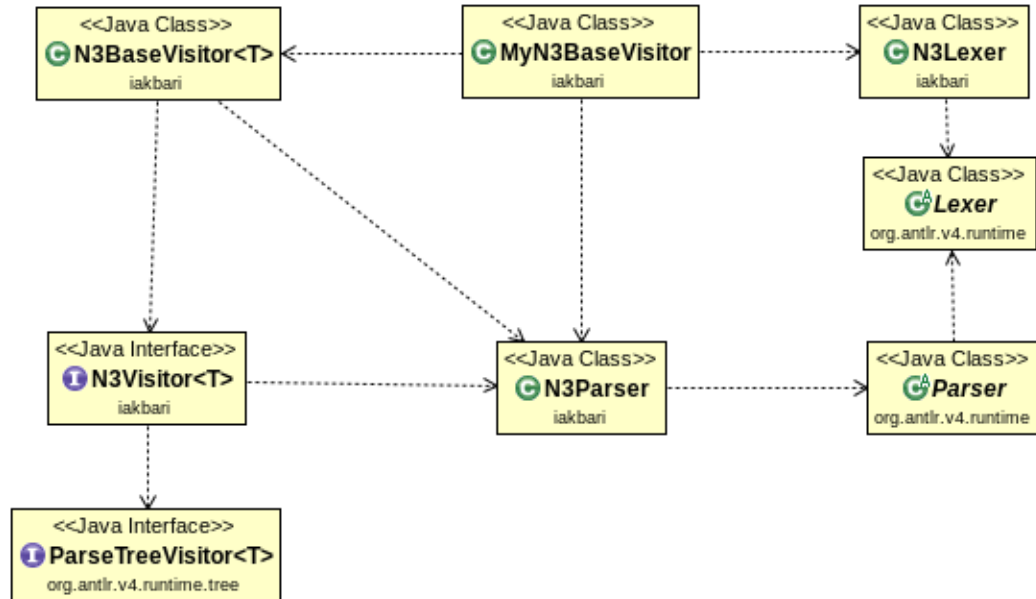 <<Java Class>>
N3BaseVisitor<T>
iakbari
<<Java Class>>
MyN3BaseVisitor
iakbari
<<Java Class>>
N3Lexer
iakbari
<<Java Class>>
Lexer
org.antlr.v4.runtime
<<Java Interface>>
N3Visitor<T>
iakbari
<<Java Class>>
N3Parser
iakbari
<<Java Class>>
Parser
org.antlr.v4.runtime
<<Java Interface>>
ParseTreeVisitor<T>
org.antlr.v4.runtime.tree